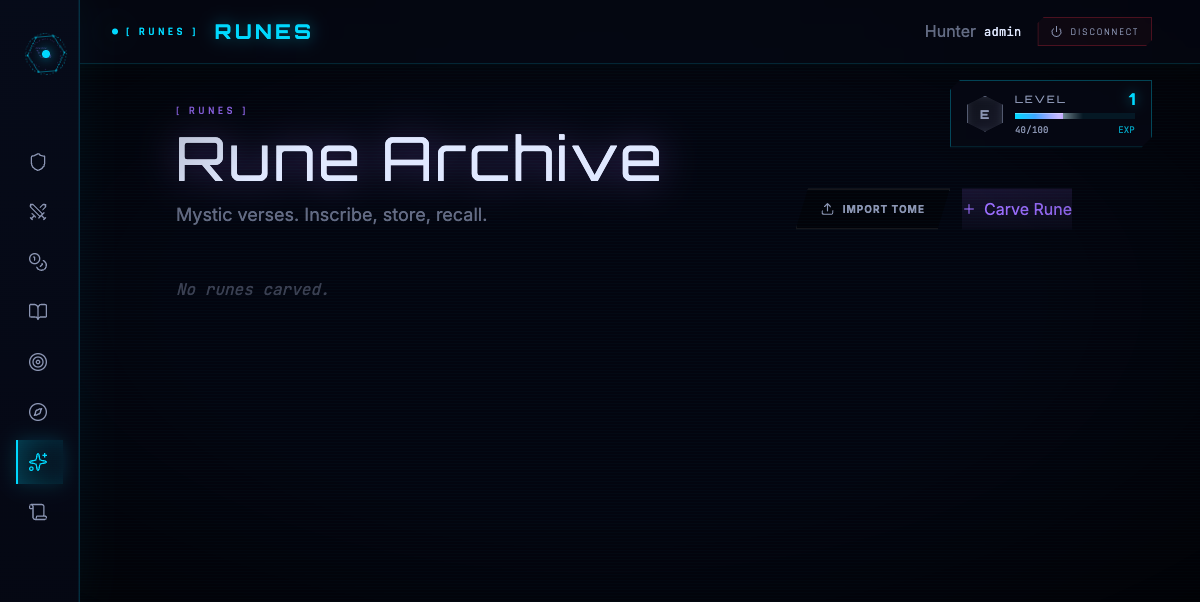 [ RUNES ] RUNES
Hunter admin
DISCONNECT
LEVEL 1
E
40/100 EXP
[ RUNES ]
Rune Archive
Mystic verses. Inscribe, store, recall.
IMPORT TOME
+ Carve Rune
No runes carved.